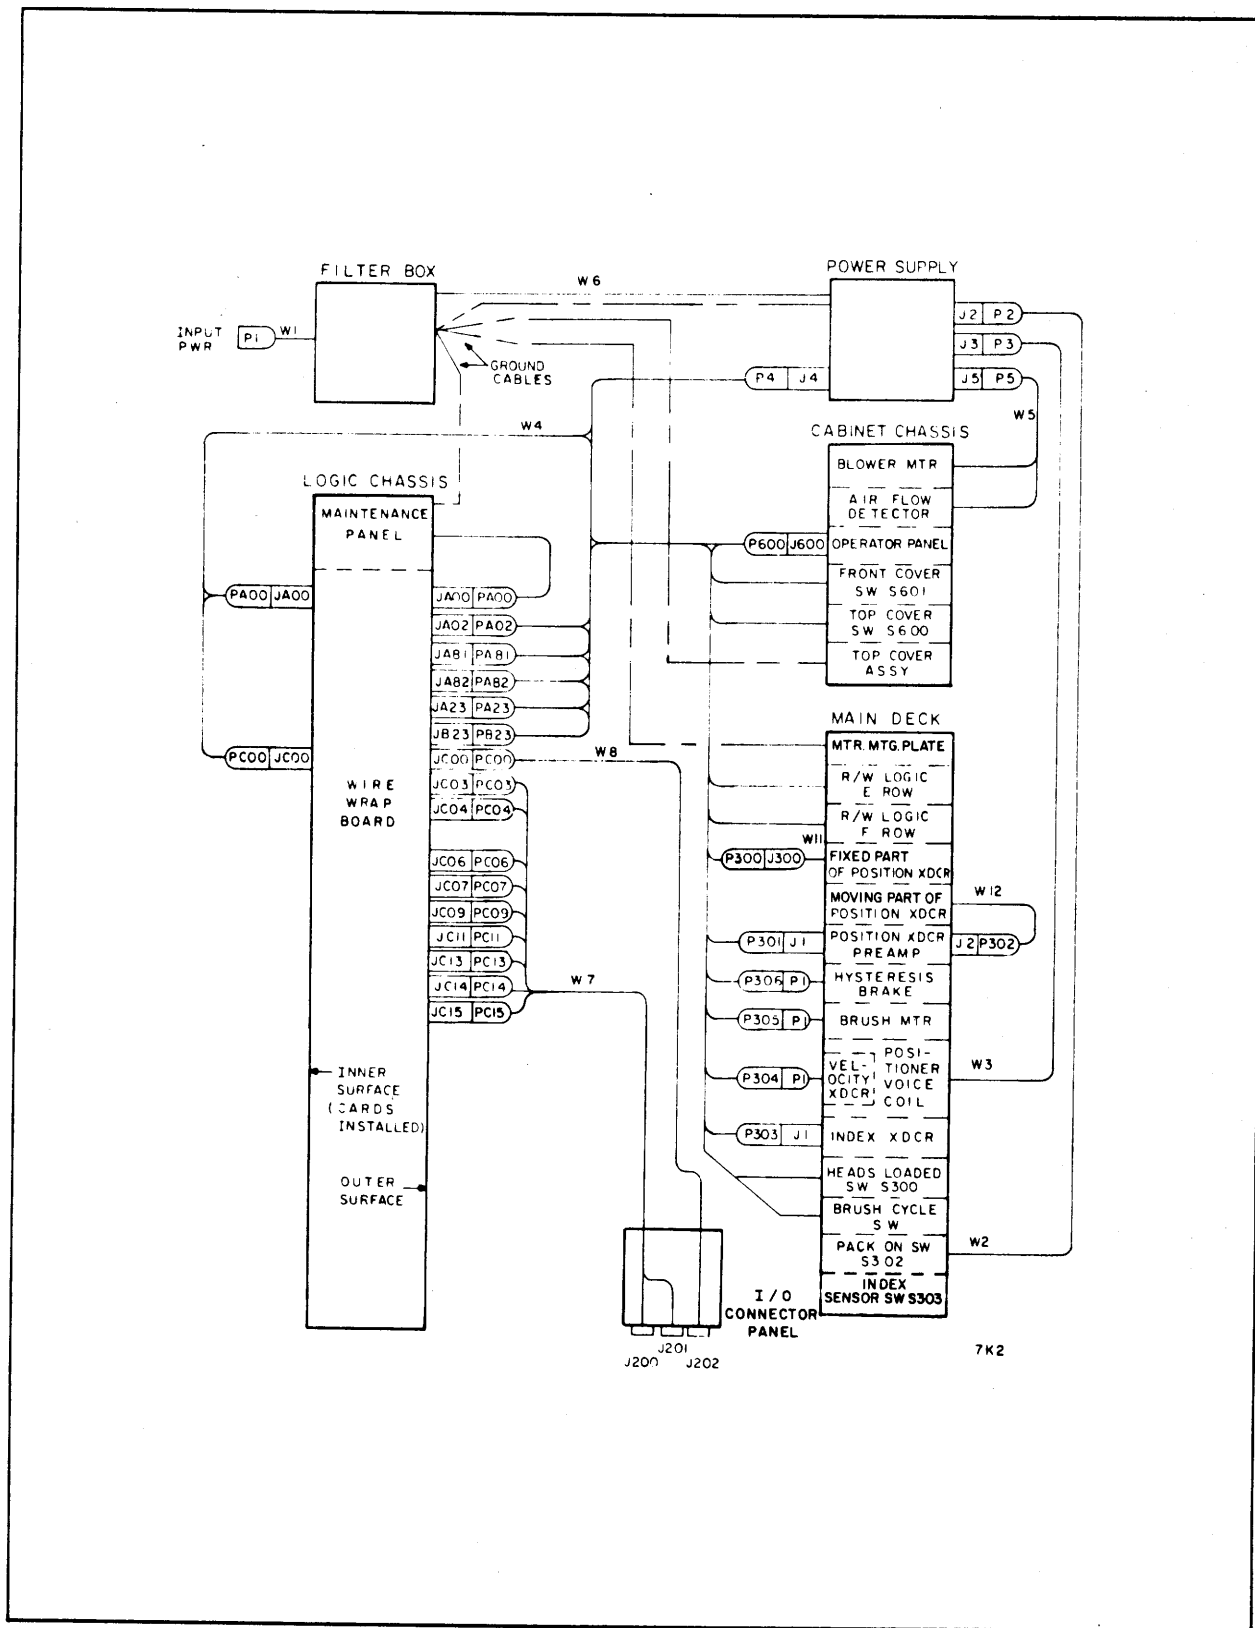 FILTER BOX
POWER SUPPLY
W6
INPUT
PWR
P1
W1
GROUND
CABLES
J2 P2
J3 P3
J5 P5
P4 J4
W5
W4
CABINET CHASSIS
BLOWER MTR
AIR FLOW
DETECTOR
P600 J600
OPERATOR PANEL
FRONT COVER
SW S601
TOP COVER
SW S600
TOP COVER
ASSY
LOGIC CHASSIS
MAINTENANCE
PANEL
PA00 JA00
JA00 PA00
JA02 PA02
JA81 PA81
JA82 PA82
JA23 PA23
JB23 PB23
PC00 JC00
JC00 PC00
W8
JC03 PC03
JC04 PC04
WIRE
WRAP
BOARD
JC06 PC06
JC07 PC07
JC09 PC09
JC11 PC11
JC13 PC13
JC14 PC14
JC15 PC15
W7
INNER
SURFACE
(CARDS
INSTALLED)
OUTER
SURFACE
MAIN DECK
MTR. MTG. PLATE
R/W LOGIC
E ROW
R/W LOGIC
F ROW
W11
P300 J300
FIXED PART
OF POSITION XDCR
W12
MOVING PART OF
POSITION XDCR
P301 J1
POSITION XDCR
PREAMP
J2 P302
P306 P1
HYSTERESIS
BRAKE
P305 P1
BRUSH MTR
P304 P1
VEL-
OCITY
XDCR
POSI-
TIONER
VOICE
COIL
W3
P303 J1
INDEX XDCR
HEADS LOADED
SW S300
BRUSH CYCLE
SW
PACK ON SW
S302
W2
INDEX
SENSOR SW S303
I/O
CONNECTOR
PANEL
J200
J201
J202
7K2